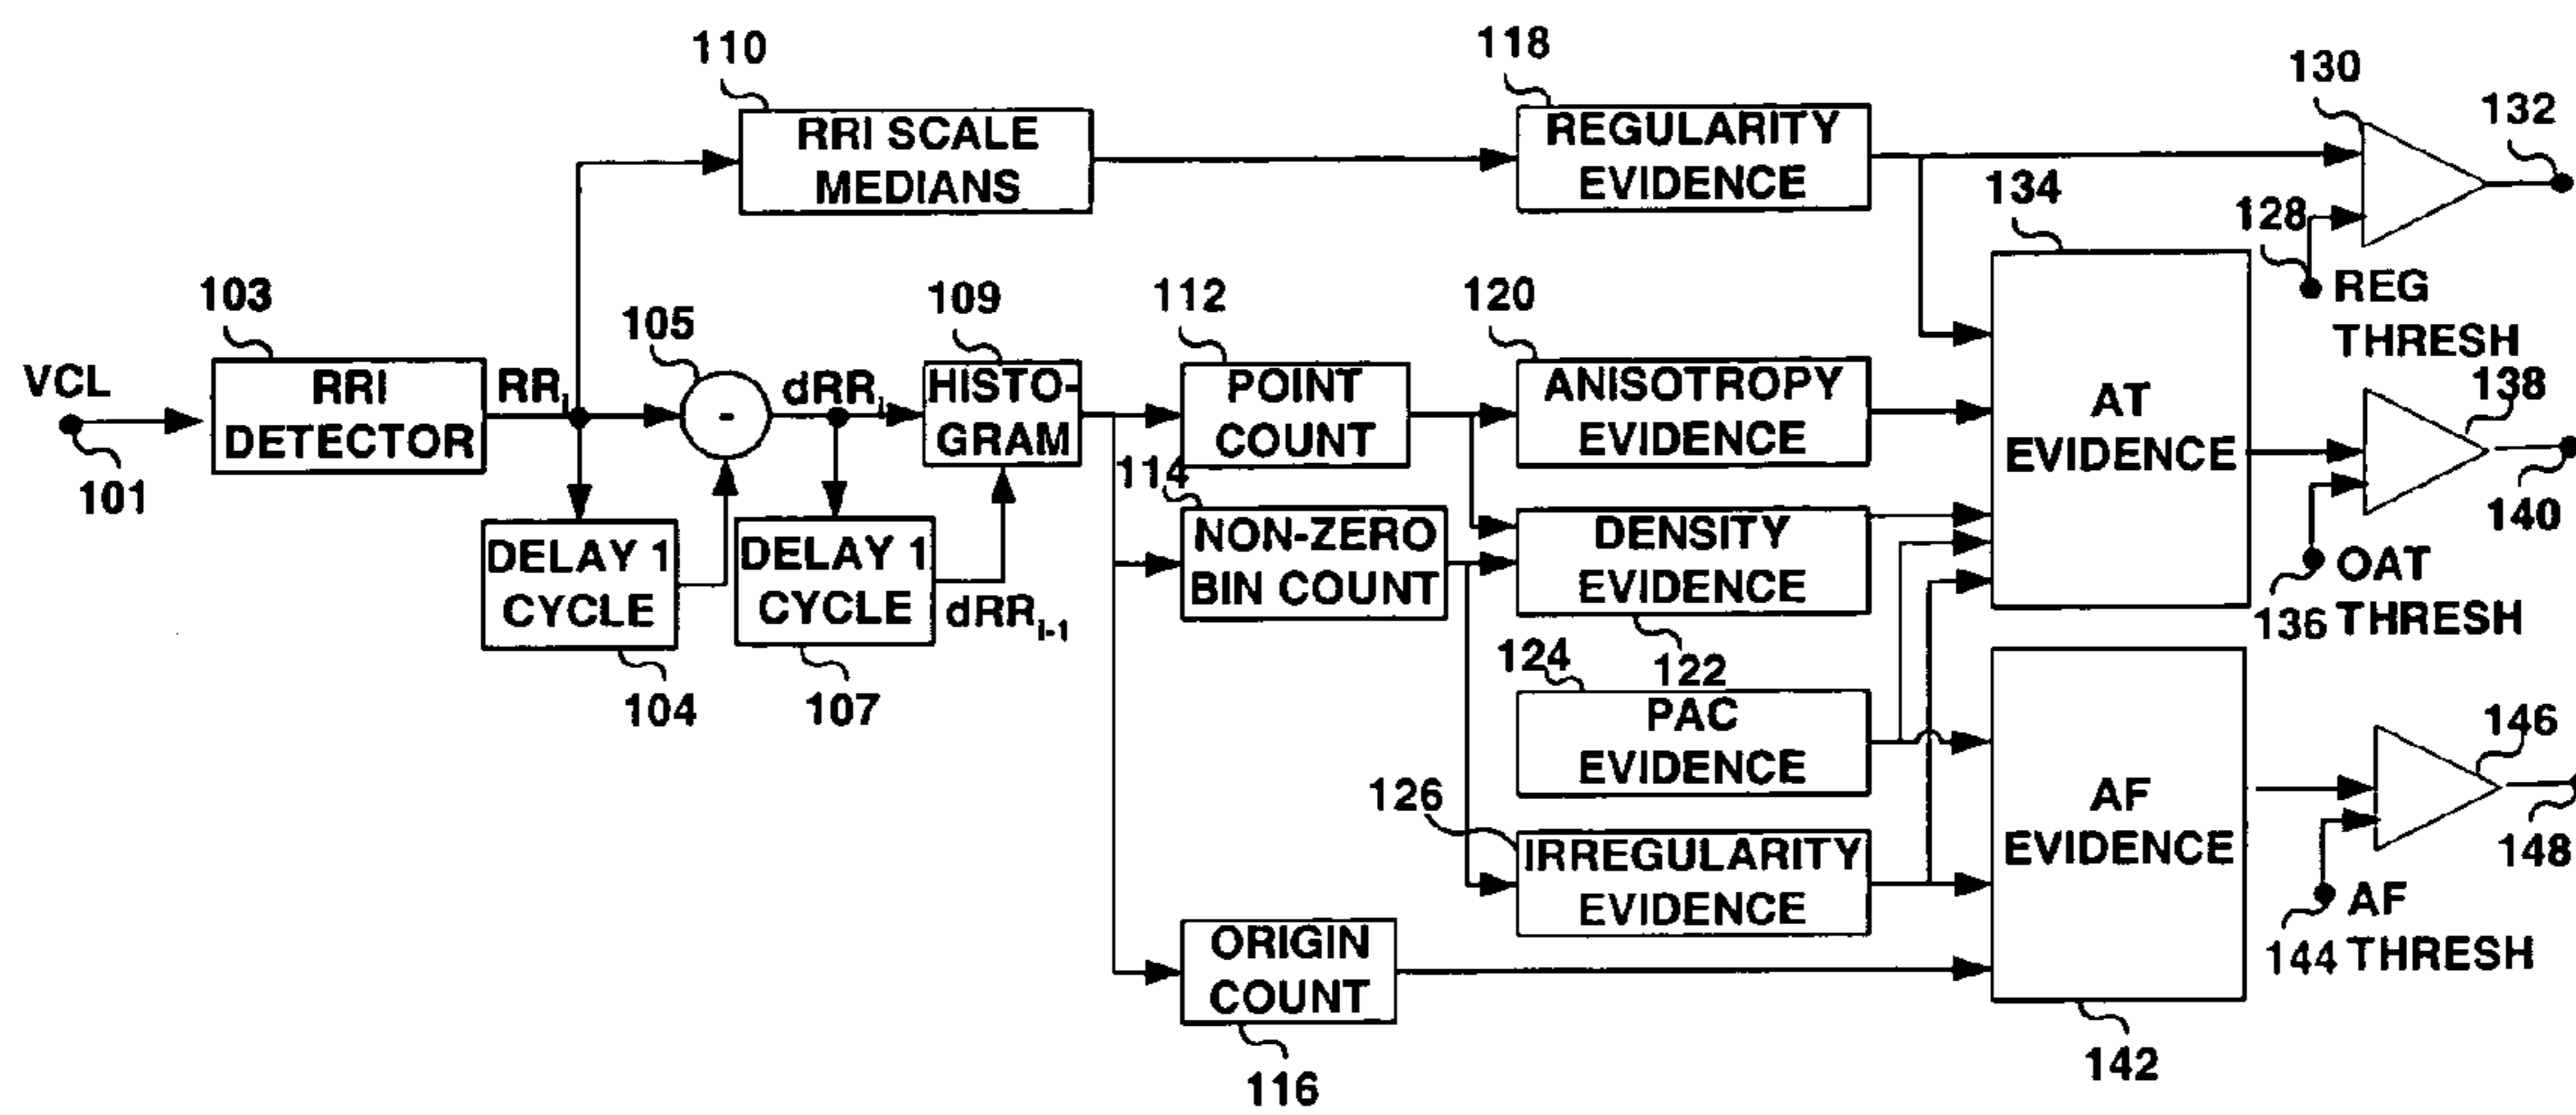 110
118
130
132
RRI SCALE
MEDIANS
REGULARITY
EVIDENCE
134
128
REG
THRESH
103
105
109
112
120
VCL
101
RRI
DETECTOR
RRi
-
dRRi
HISTO-
GRAM
POINT
COUNT
ANISOTROPY
EVIDENCE
AT
EVIDENCE
138
140
114
DELAY 1
CYCLE
DELAY 1
CYCLE
dRRi-1
NON-ZERO
BIN COUNT
DENSITY
EVIDENCE
OAT
136 THRESH
104
107
122
124
PAC
EVIDENCE
126
IRREGULARITY
EVIDENCE
AF
EVIDENCE
146
148
AF
144 THRESH
ORIGIN
COUNT
116
142